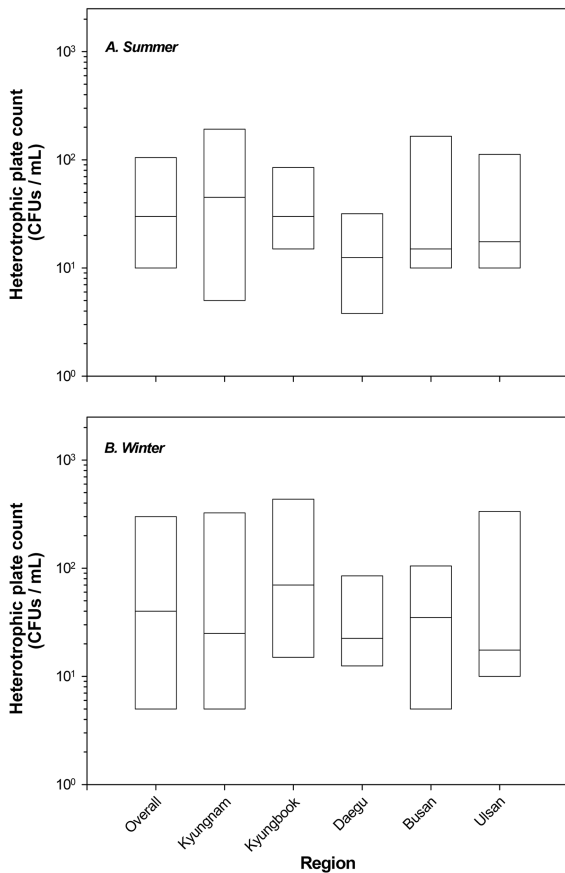 A. Summer
Heterotrophic plate count
(CFUs / mL)
10³
10²
10¹
10⁰
B. Winter
Heterotrophic plate count
(CFUs / mL)
10³
10²
10¹
10⁰
Overall
Kyungnam
Kyungbook
Daegu
Busan
Ulsan
Region